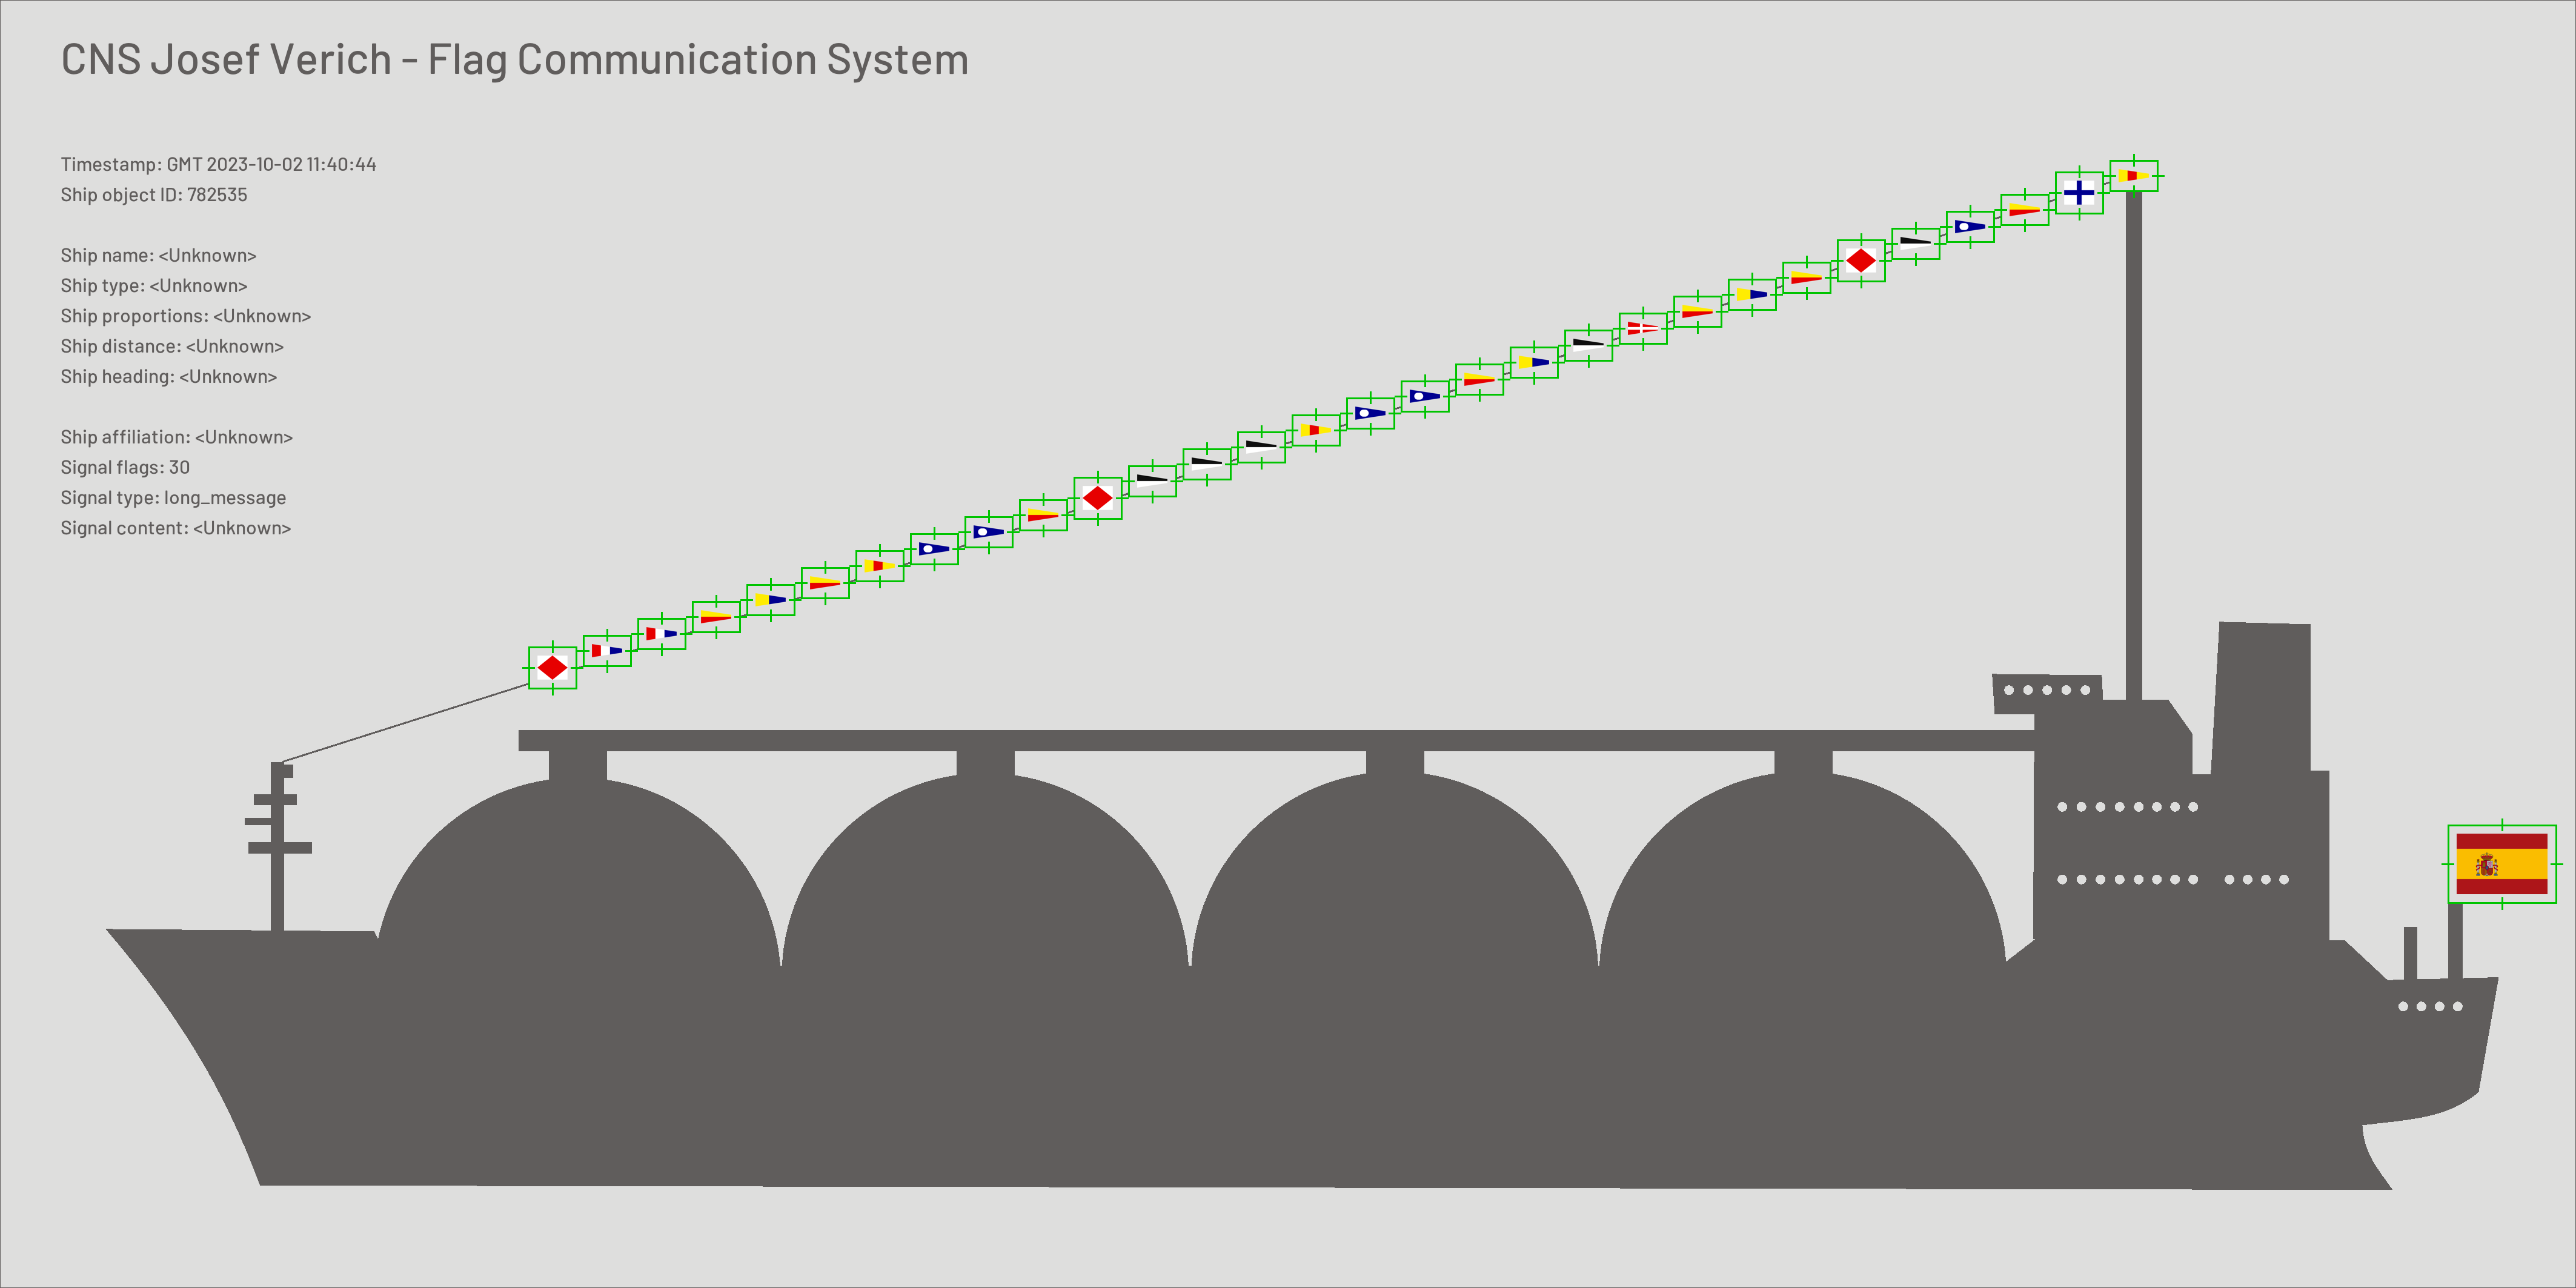 CNS Josef Verich - Flag Communication System
Timestamp: GMT 2023-10-02 11:40:44
Ship object ID: 782535
Ship name: <Unknown>
Ship type: <Unknown>
Ship proportions: <Unknown>
Ship distance: <Unknown>
Ship heading: <Unknown>
Ship affiliation: <Unknown>
Signal flags: 30
Signal type: long_message
Signal content: <Unknown>